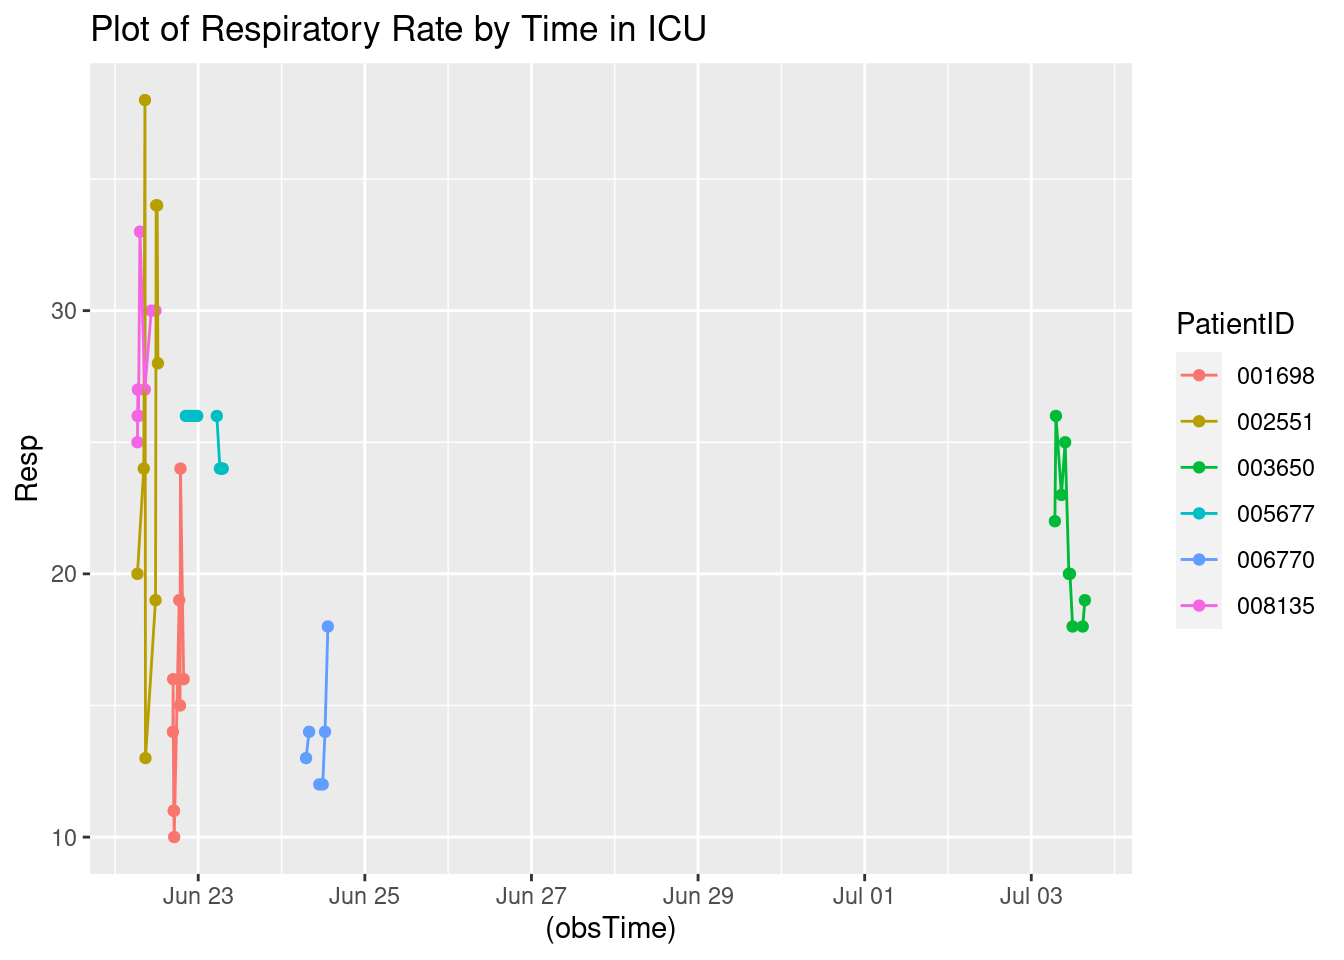 Plot of Respiratory Rate by Time in ICU
Resp
30
20
10
Jun 23 Jun 25 Jun 27 Jun 29 Jul 01 Jul 03
(obsTime)
PatientID
001698
002551
003650
005677
006770
008135